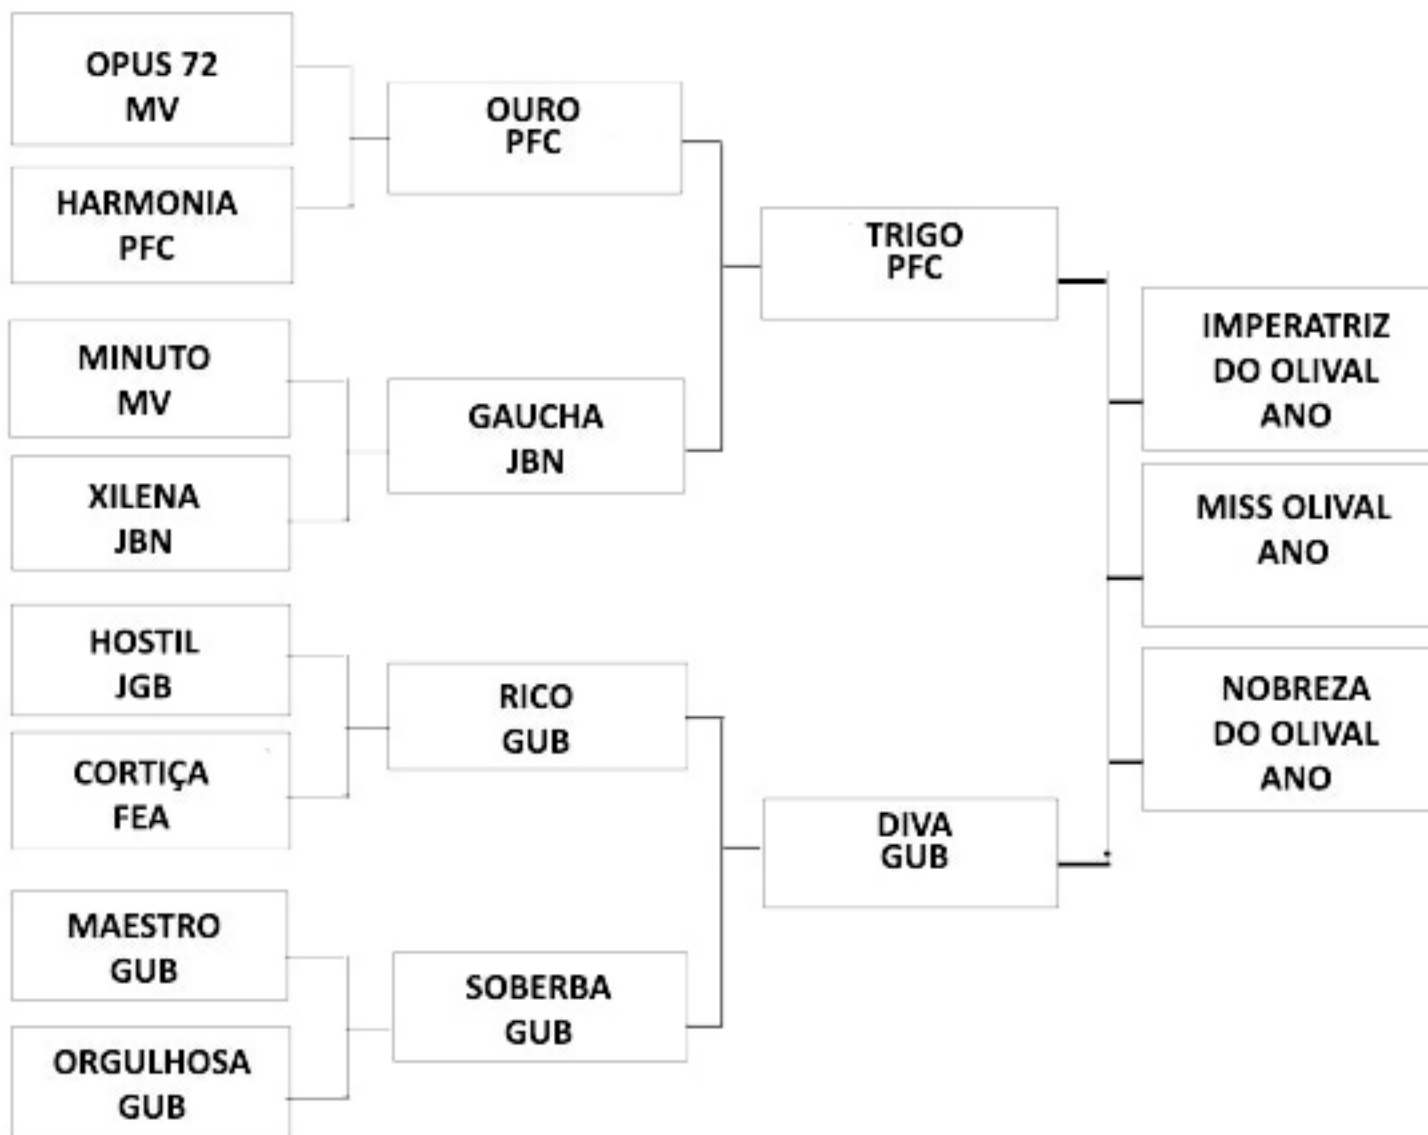 OPUS 72
MV
HARMONIA
PFC
MINUTO
MV
XILENA
JBN
HOSTIL
JGB
CORTIÇA
FEA
MAESTRO
GUB
ORGULHOSA
GUB
OURO
PFC
GAUCHA
JBN
RICO
GUB
SOBERBA
GUB
TRIGO
PFC
DIVA
GUB
IMPERATRIZ
DO OLIVAL
ANO
MISS OLIVAL
ANO
NOBREZA
DO OLIVAL
ANO